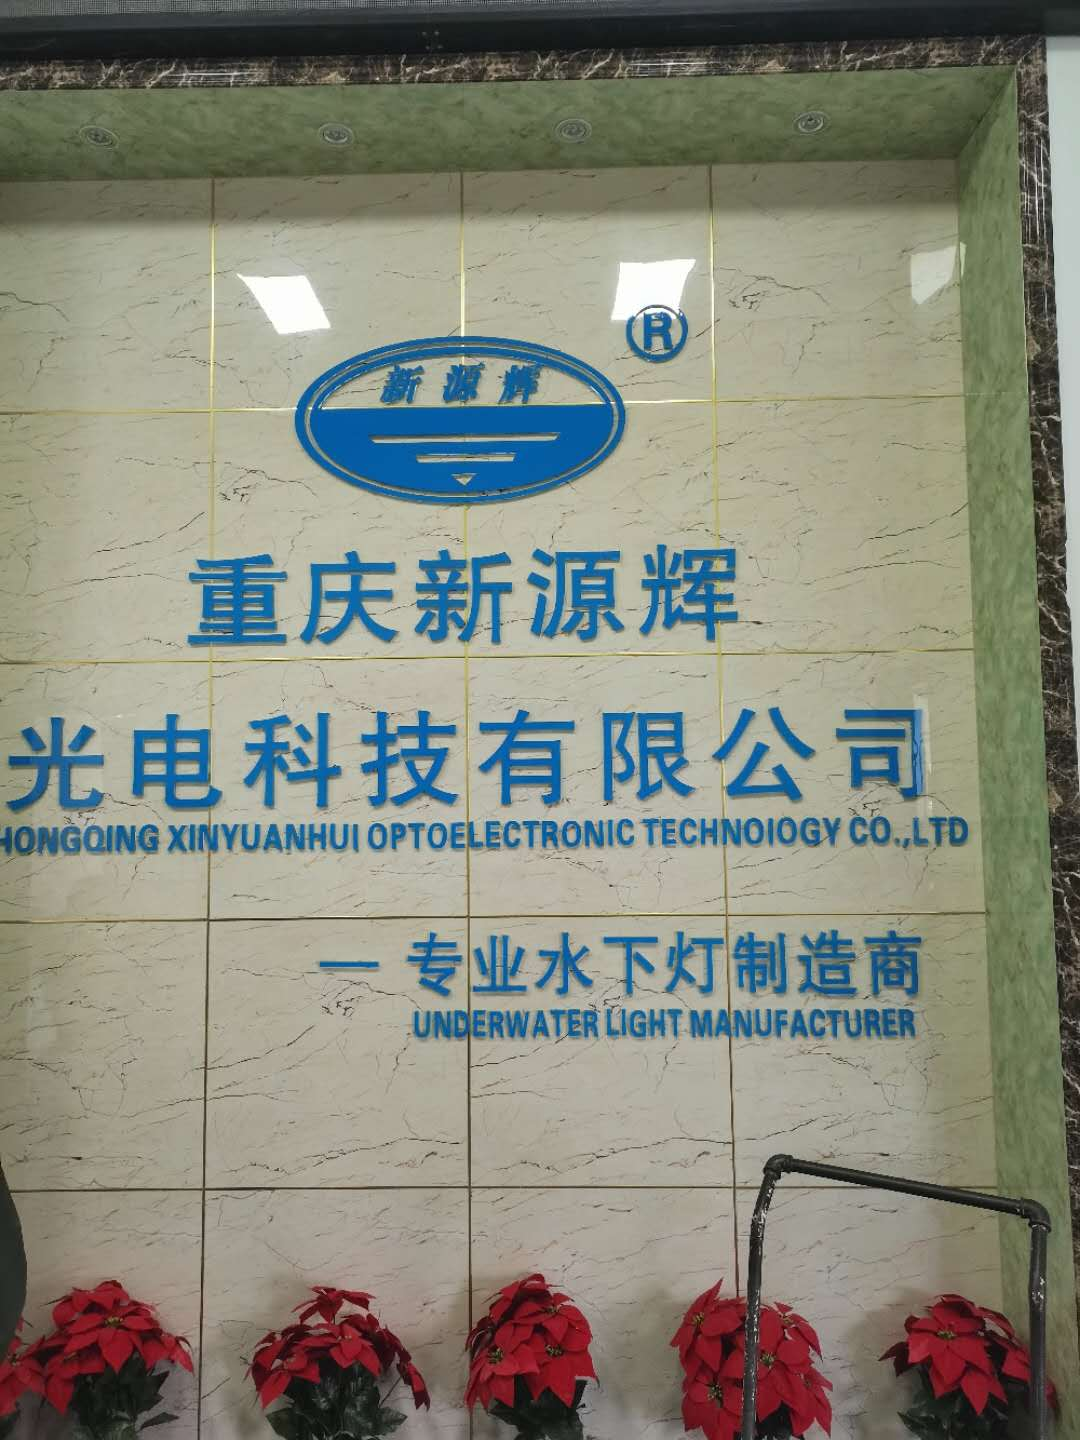 新源辉
®
重庆新源辉
光电科技有限公司
HONGQING XINYUANHUI OPTOELECTRONIC TECHNOIOGY CO.,LTD
一 专业水下灯制造商
UNDERWATER LIGHT MANUFACTURER